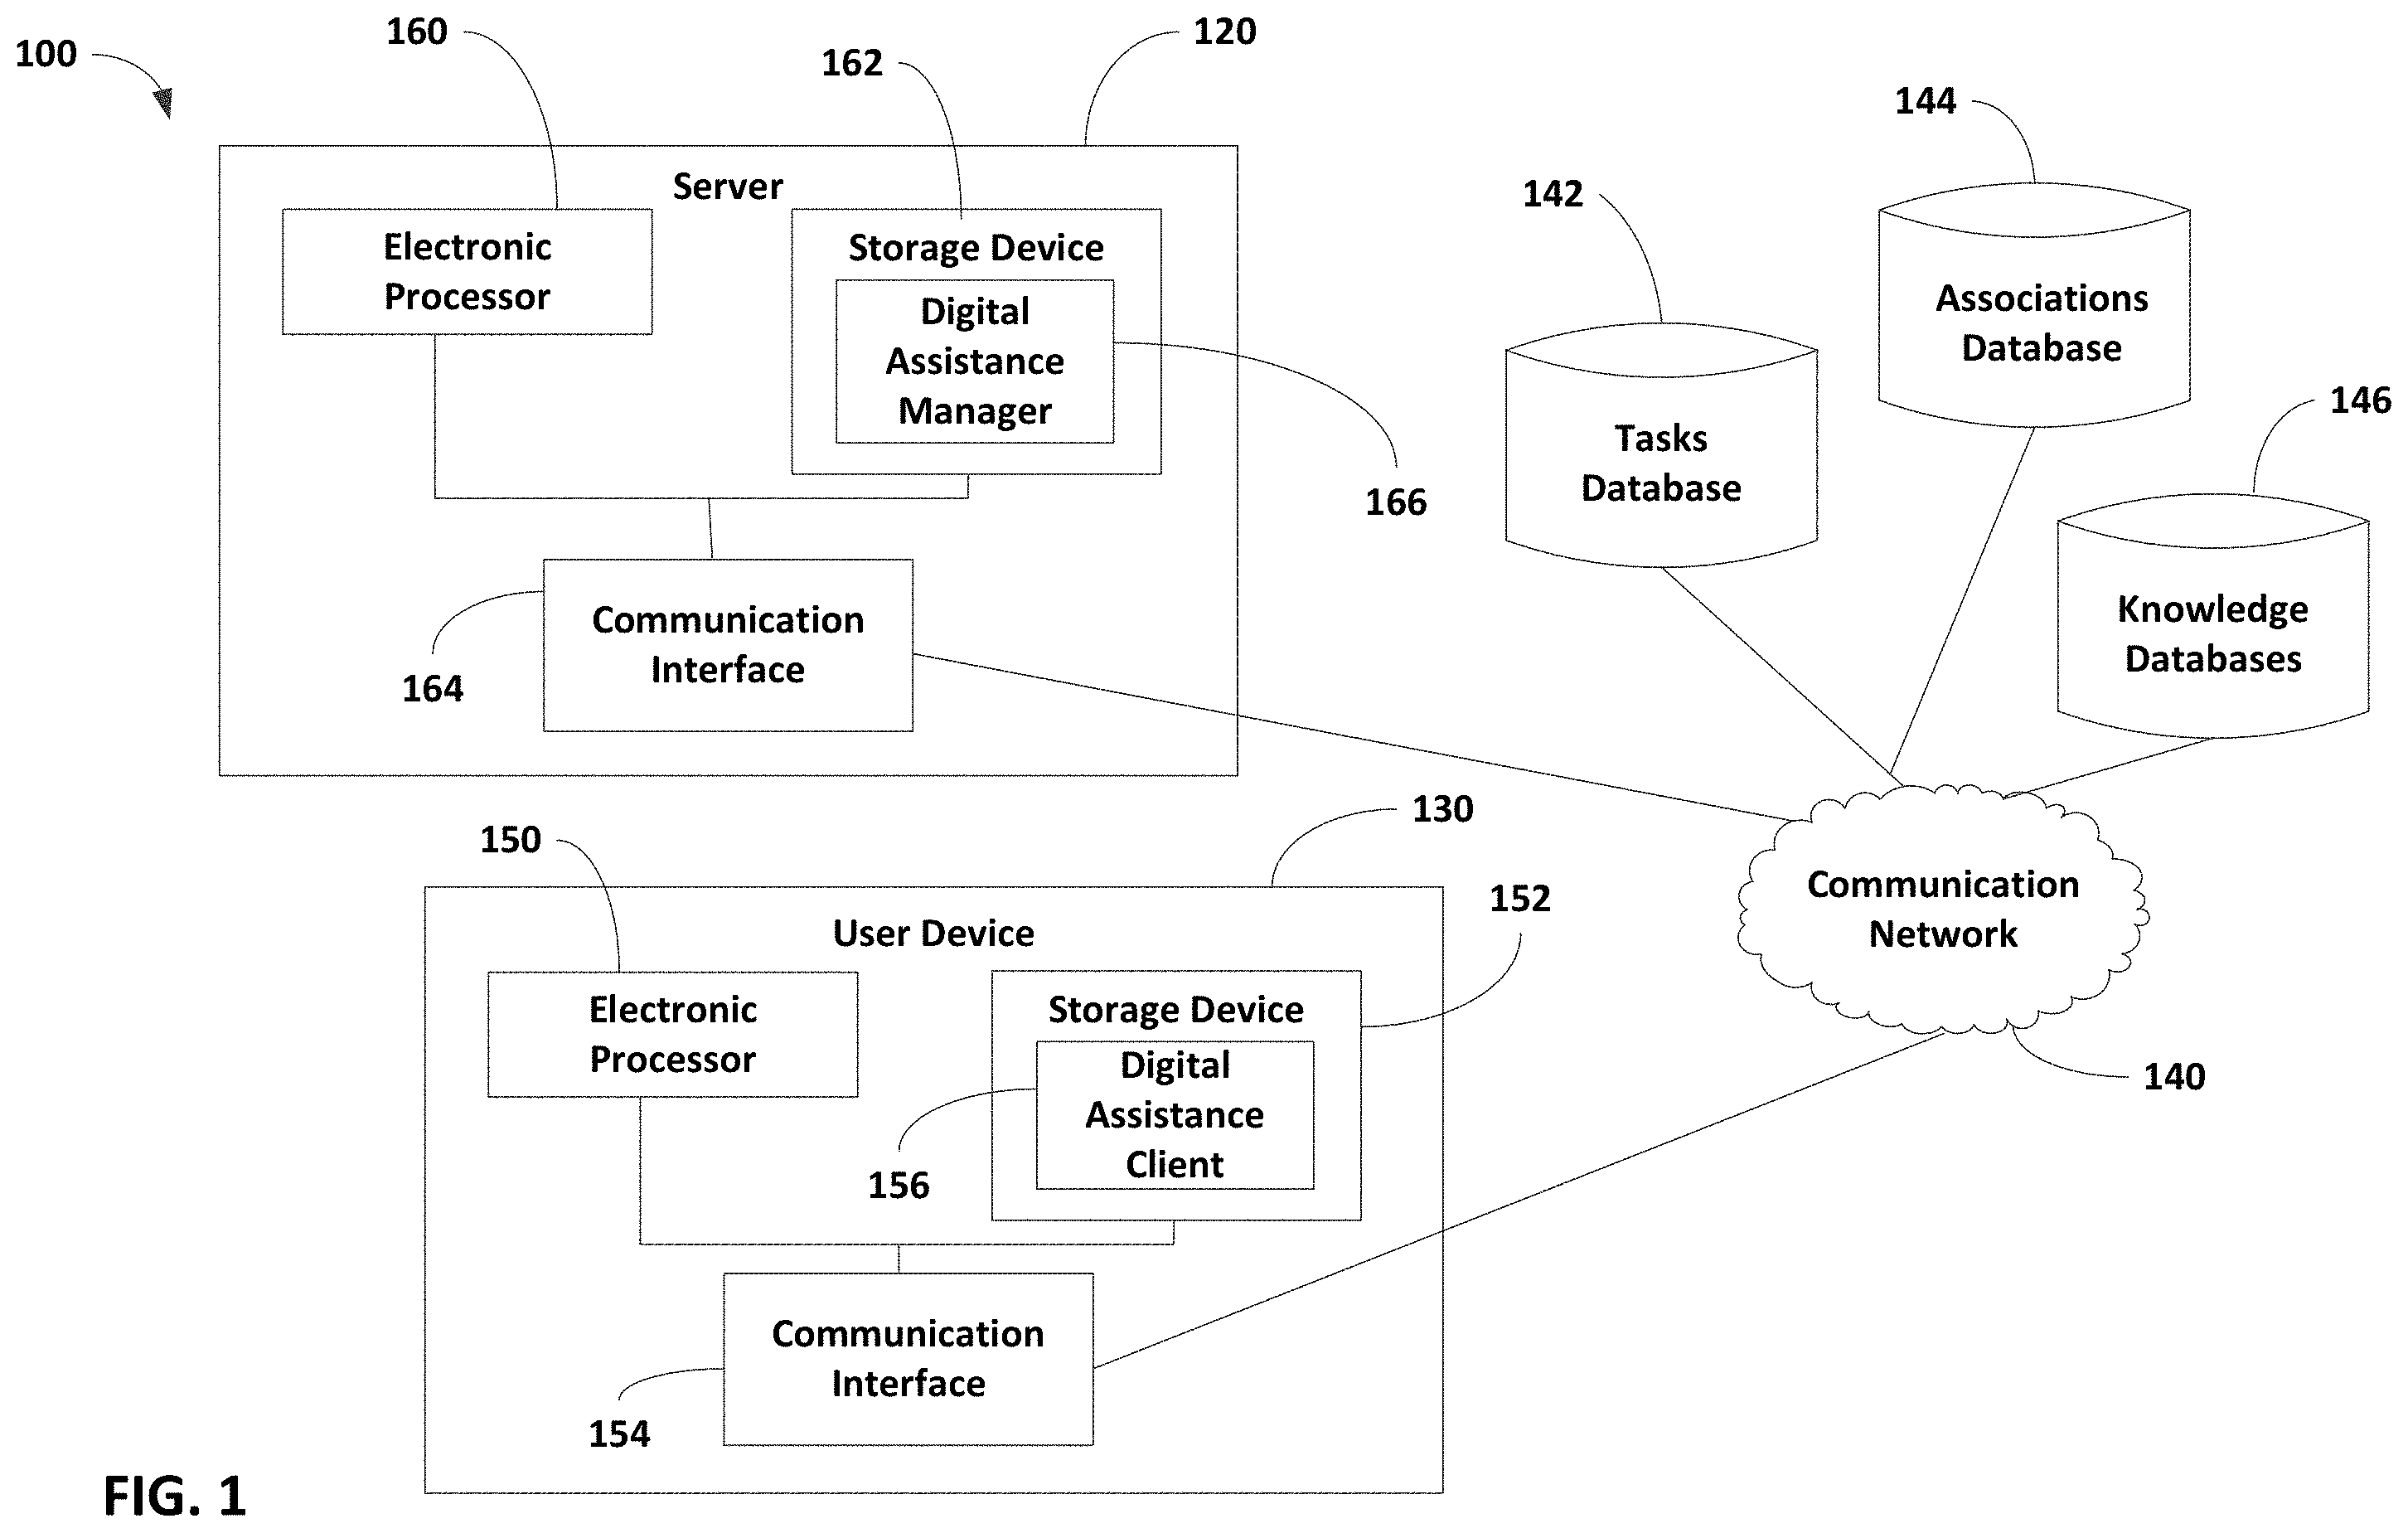 100
160
162
120
144
142
146
Server
Electronic
Processor
Storage Device
Digital
Assistance
Manager
166
Associations
Database
Tasks
Database
Knowledge
Databases
Communication
Interface
164
130
150
152
User Device
Electronic
Processor
Storage Device
Digital
Assistance
Client
156
Communication
Network
140
Communication
Interface
154
FIG. 1